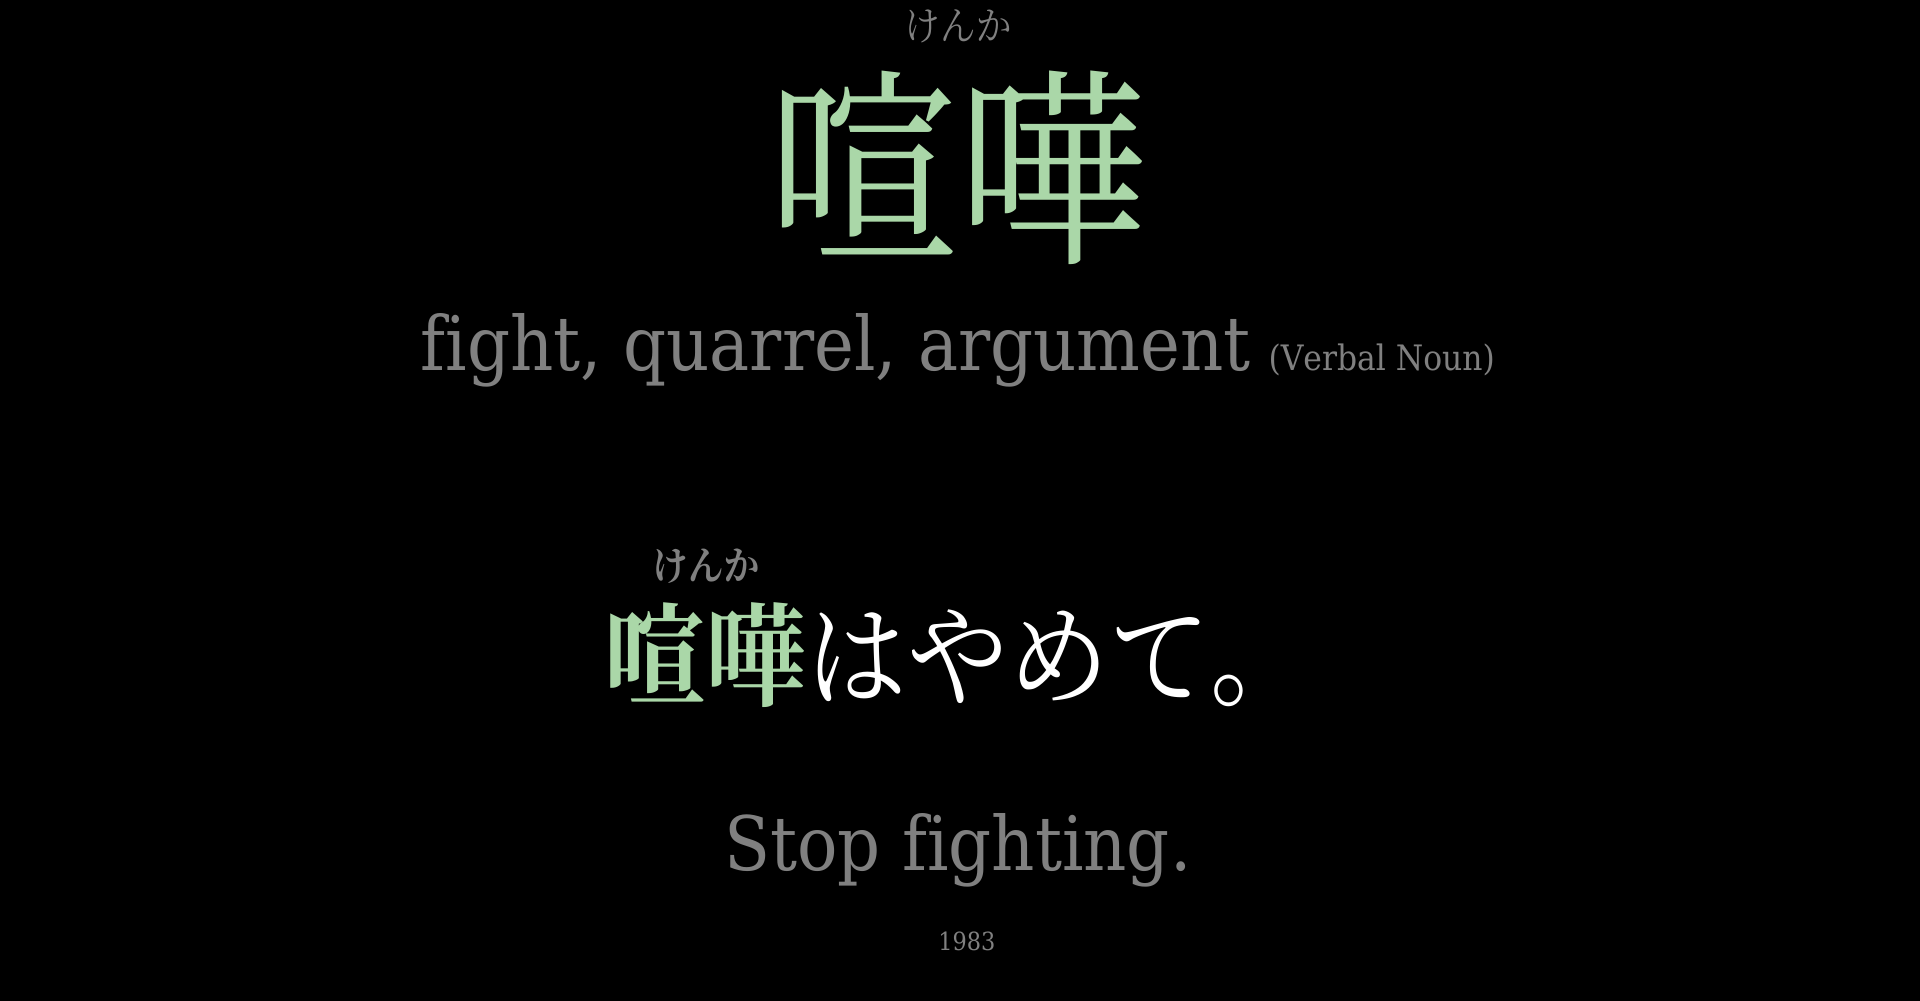 けんか
喧嘩
fight, quarrel, argument (Verbal Noun)
けんか
喧嘩はやめて。
Stop fighting.
1983